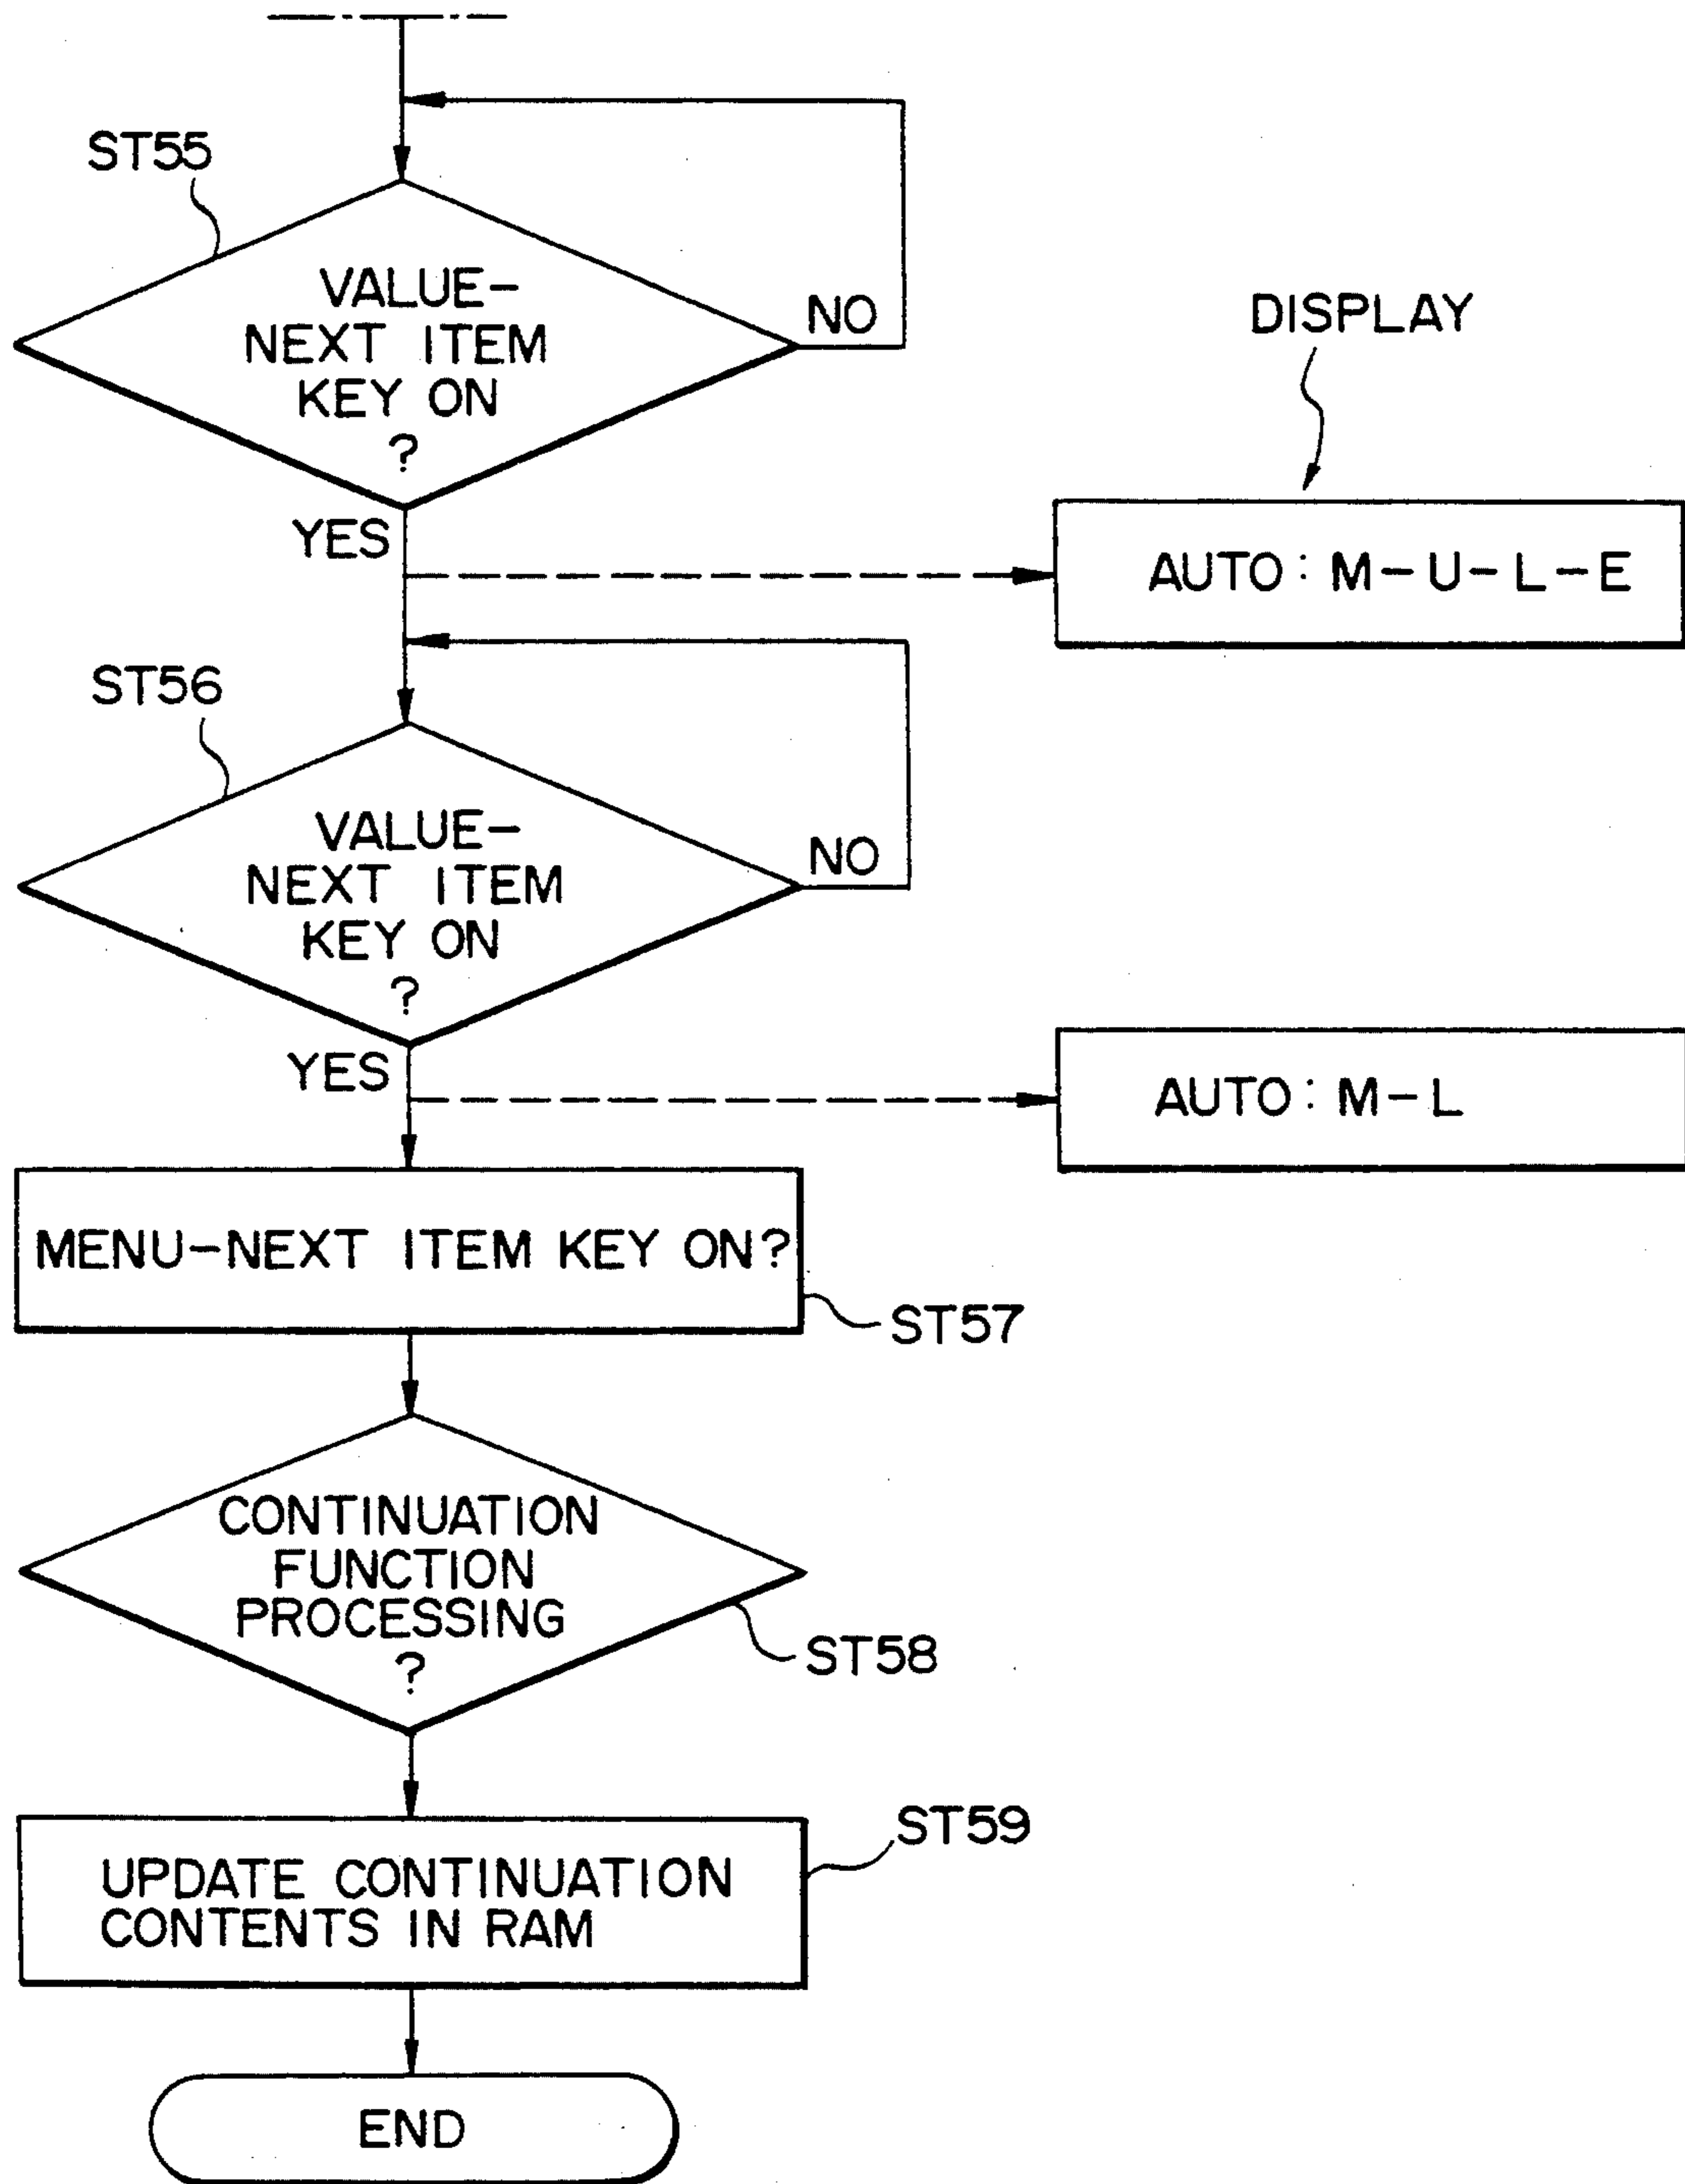 ST55
VALUE-
NEXT ITEM
KEY ON
?
NO
YES
DISPLAY
AUTO: M-U-L-E
ST56
VALUE-
NEXT ITEM
KEY ON
?
NO
YES
AUTO: M-L
MENU-NEXT ITEM KEY ON?
ST57
CONTINUATION
FUNCTION
PROCESSING
?
ST58
ST59
UPDATE CONTINUATION
CONTENTS IN RAM
END